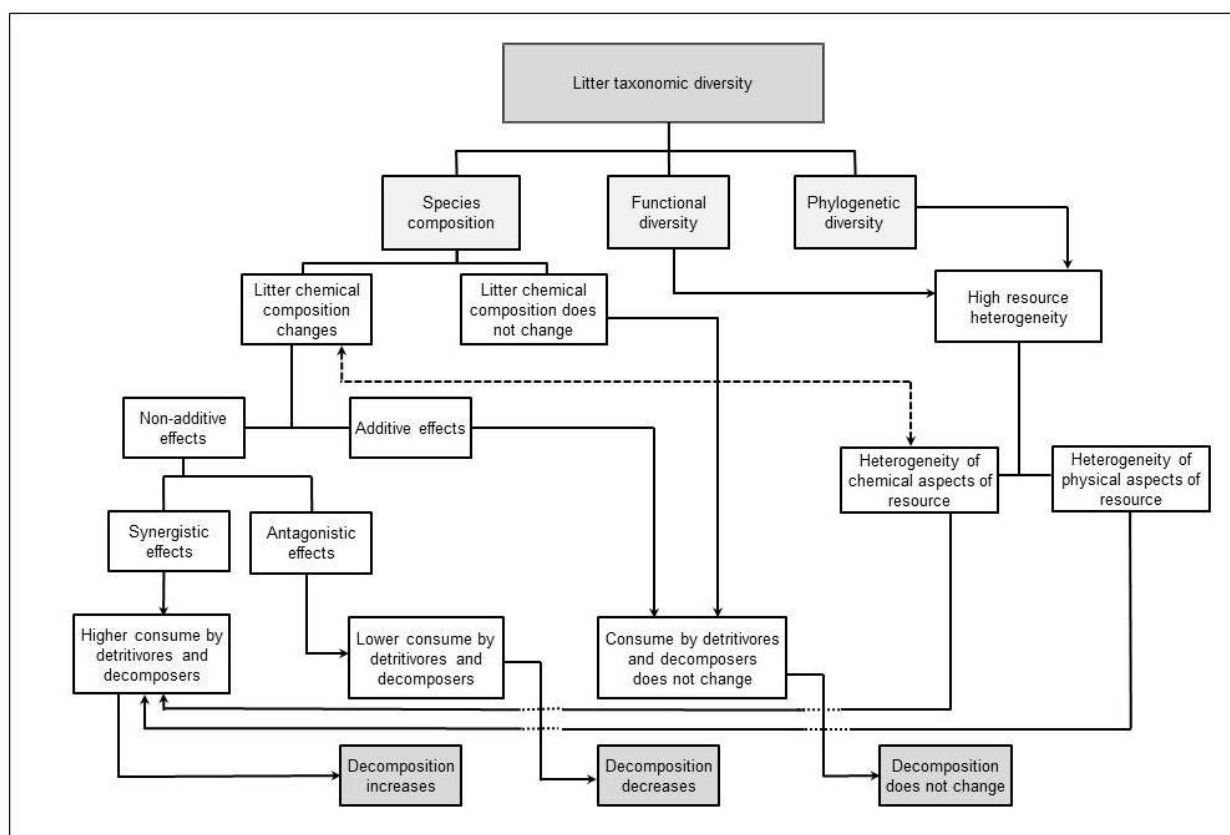 Litter taxonomic diversity
Species
composition
Functional
diversity
Phylogenetic
diversity
Litter chemical
composition
changes
Litter chemical
composition does
not change
High resource
heterogeneity
Non-additive
effects
Additive effects
Heterogeneity of
chemical aspects of
resource
Heterogeneity of
physical aspects of
resource
Synergistic
effects
Antagonistic
effects
Higher consume by
detritivores and
decomposers
Lower consume by
detritivores and
decomposers
Consume by detritivores
and decomposers
does not change
Decomposition
increases
Decomposition
decreases
Decomposition
does not change